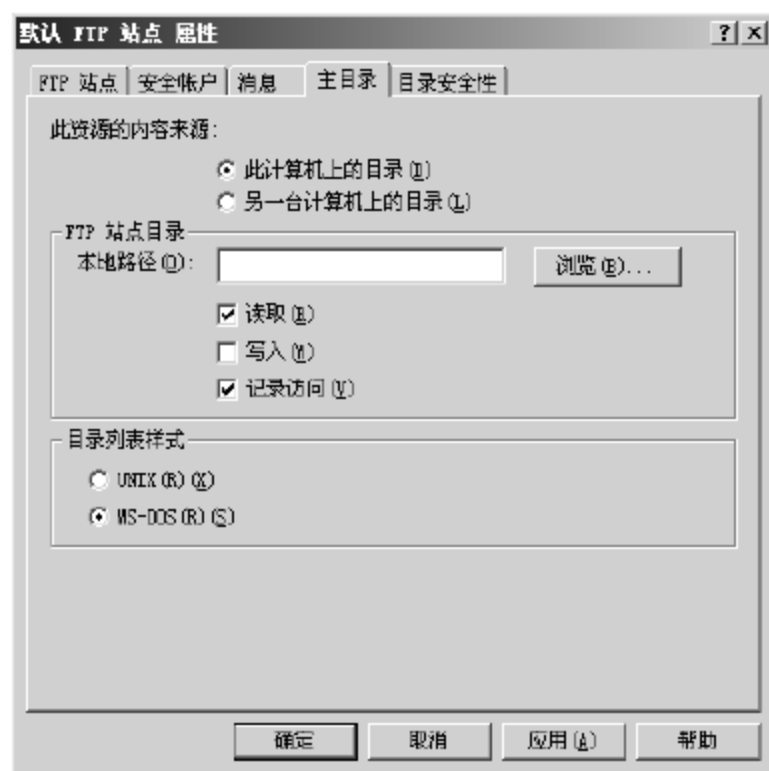 默认 FTP 站点 属性
FTP 站点 安全帐户 消息 主目录 目录安全性
此资源的内容来源:
此计算机上的目录(D)
另一台计算机上的目录(L)
FTP 站点目录
本地路径(O): 浏览(B)...
读取(R)
写入(W)
记录访问(V)
目录列表样式
UNIX(R)(X)
MS-DOS(R)(S)
确定 取消 应用(A) 帮助